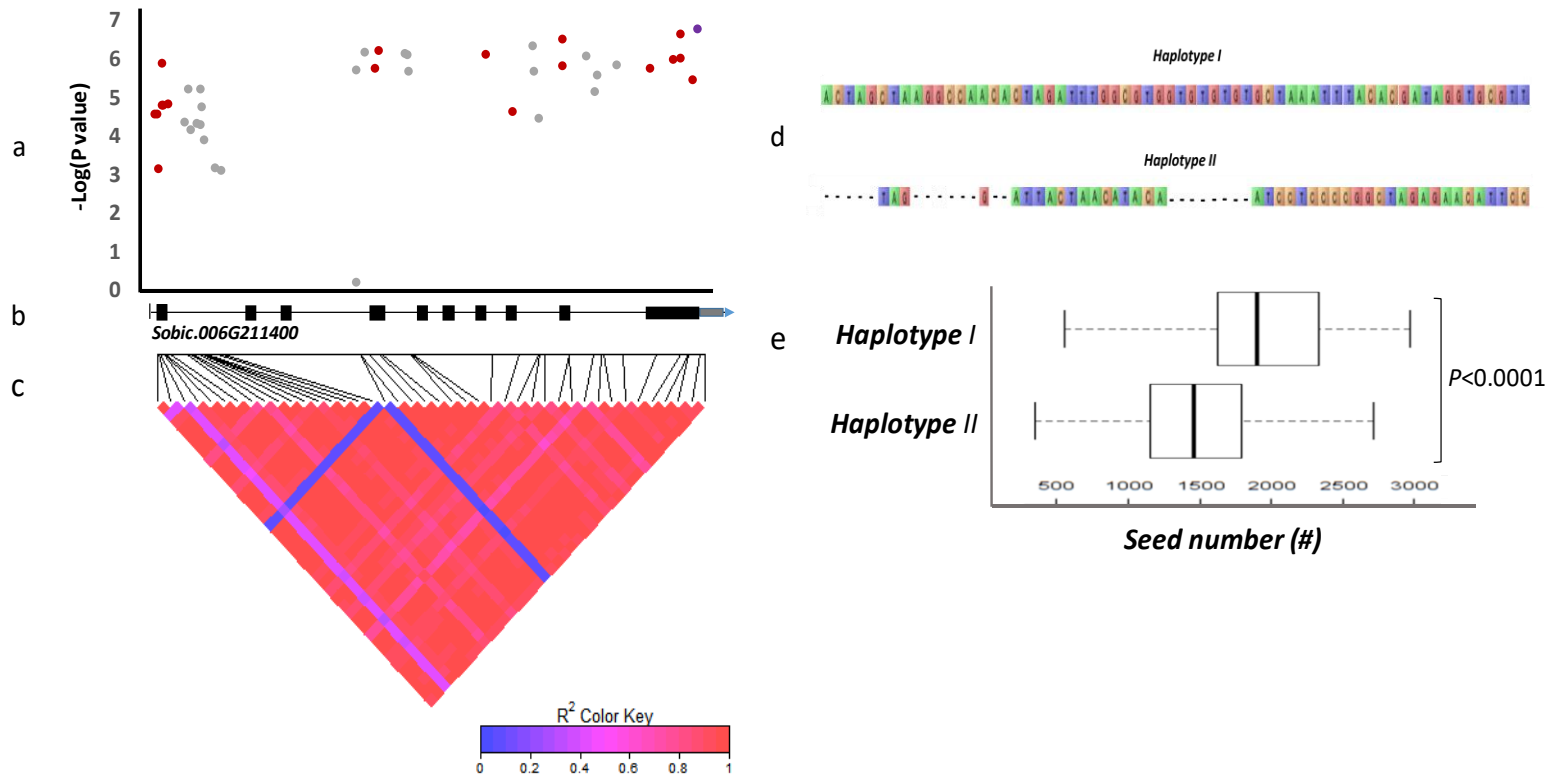 a
-Log(P value)
7
6
5
4
3
2
1
0
b
Sobic.006G211400
c
R² Color Key
0 0.2 0.4 0.6 0.8 1
d
Haplotype I
ACTAGCTAAGGCCAACACTAGATTTGGCGTGGTGTGTGTGCTAAATTTACACGATAGGTGCGTT
Haplotype II
-----TAG------G--ATTACTAACATACA--------ATCCTCCCCGGCTAGAGAACATTCC
e
Haplotype I
Haplotype II
P<0.0001
500 1000 1500 2000 2500 3000
Seed number (#)